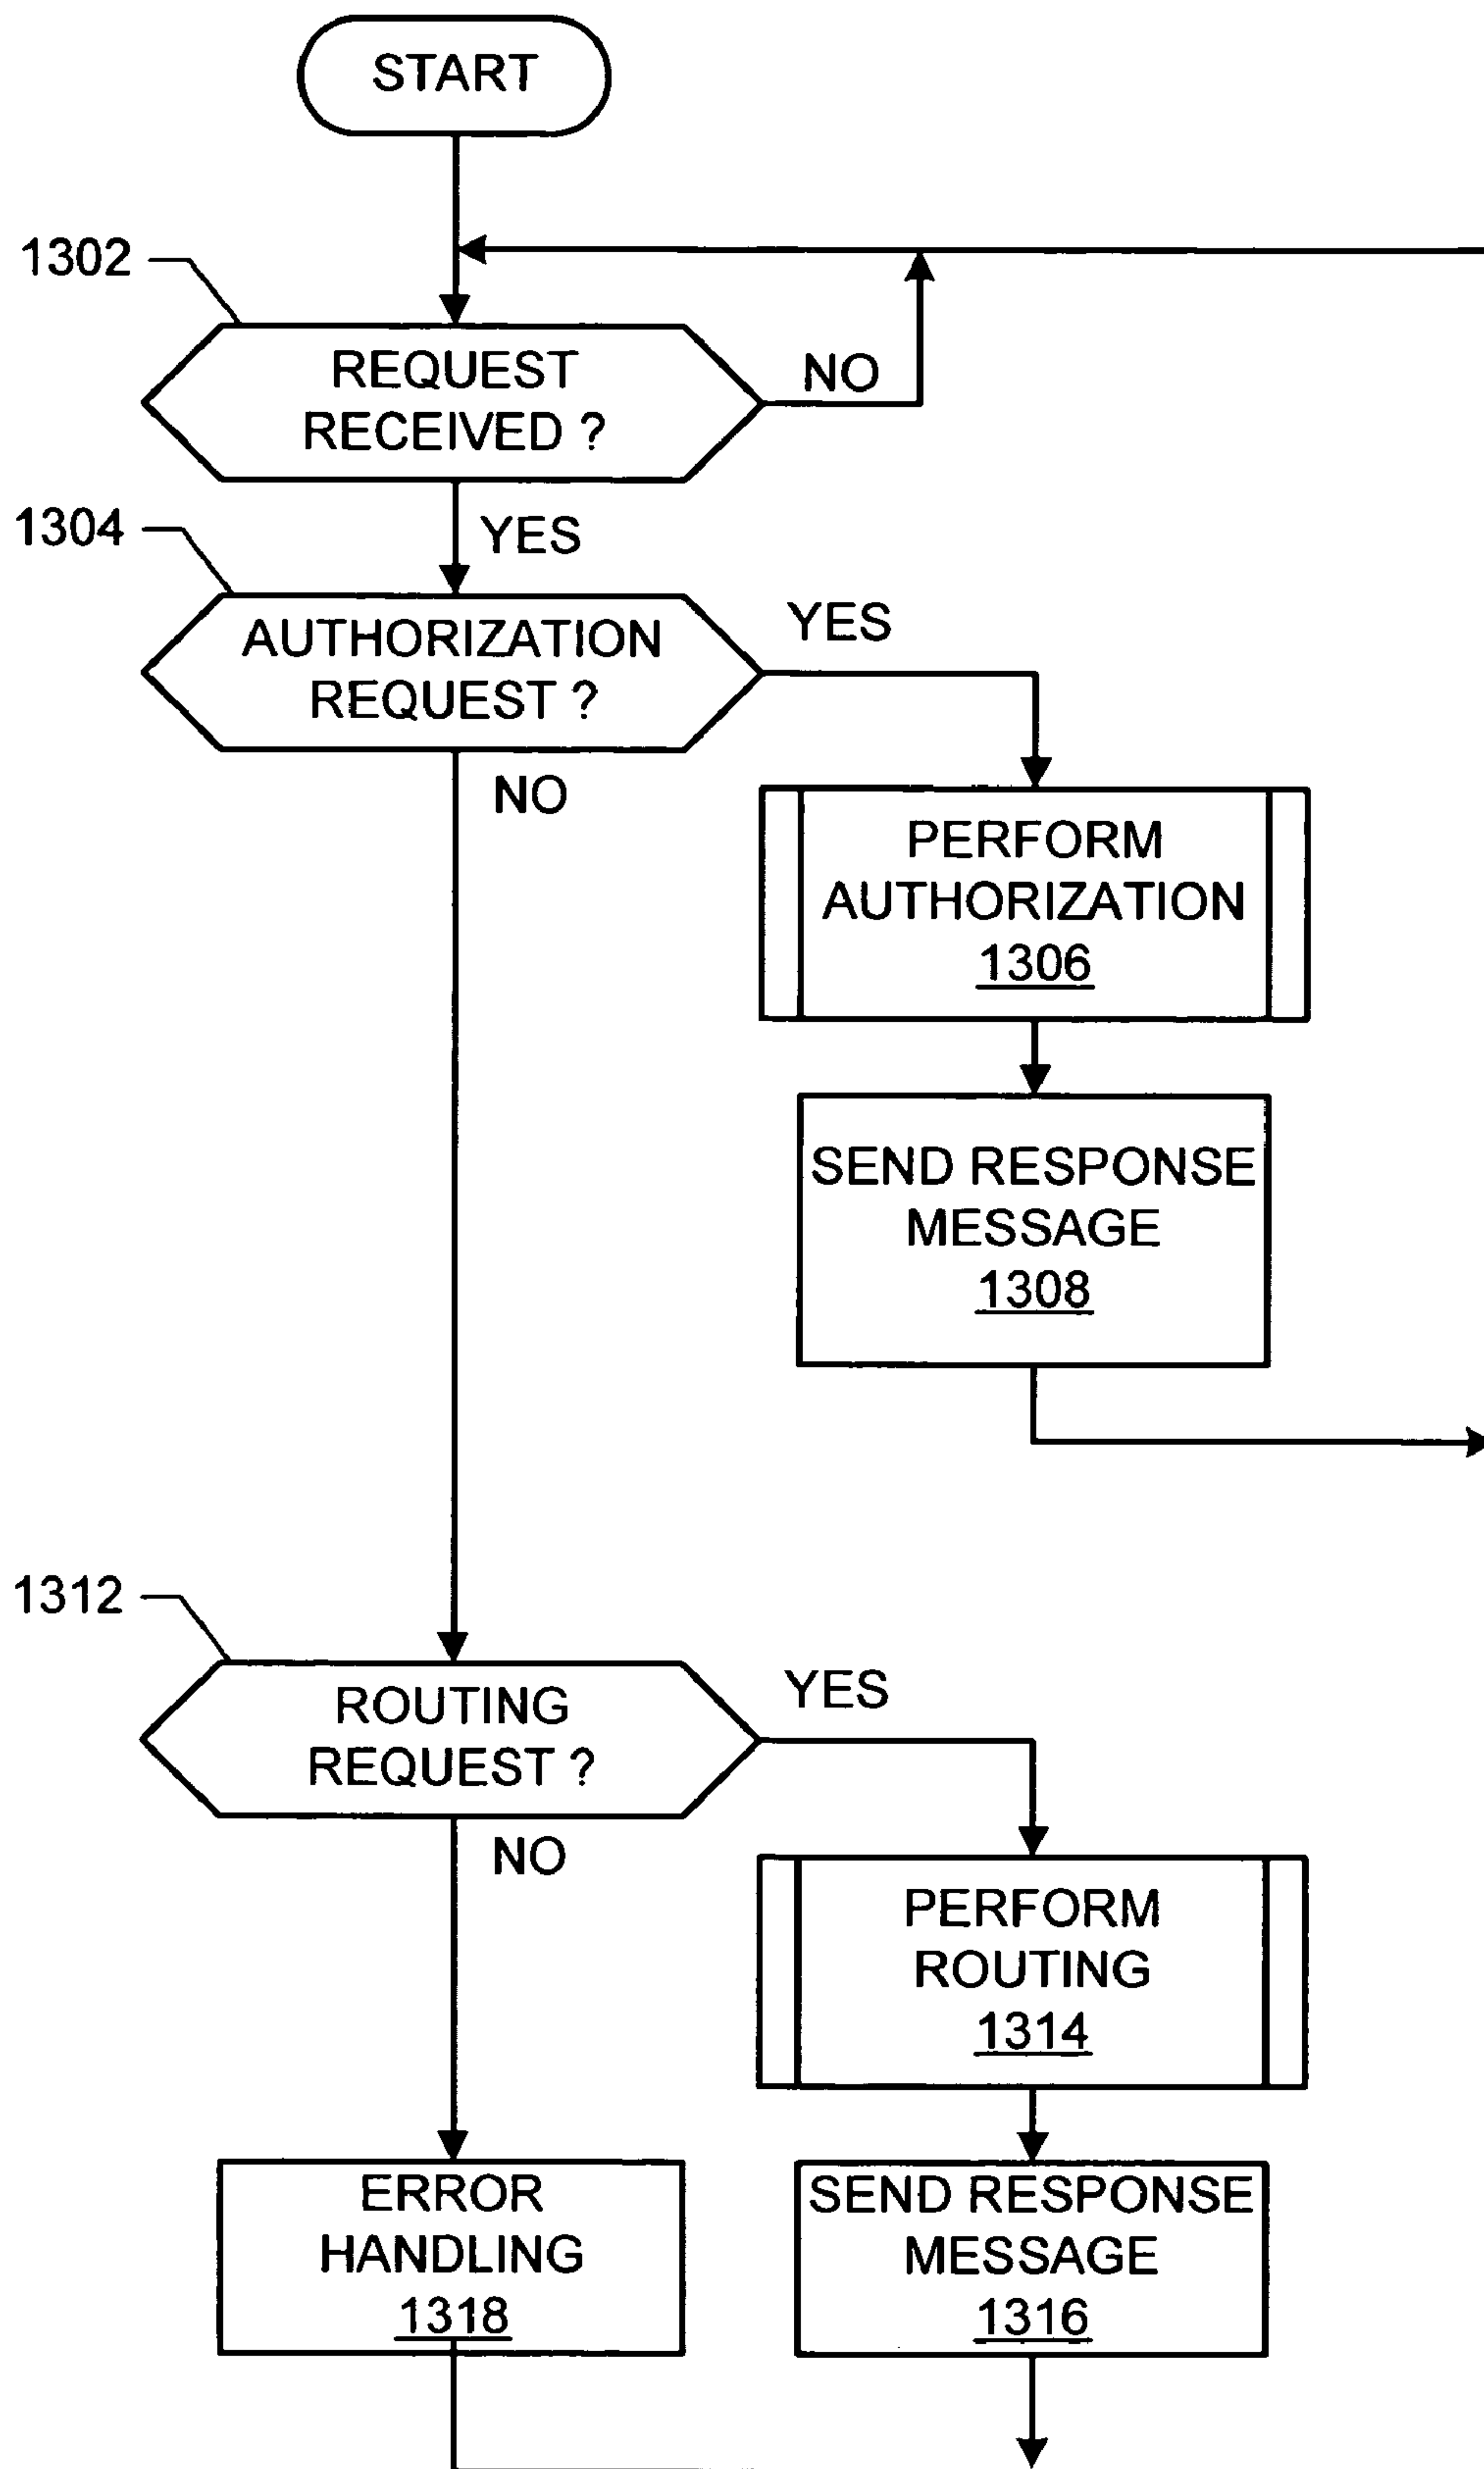 START
1302
REQUEST
RECEIVED ?
NO
YES
1304
AUTHORIZATION
REQUEST ?
YES
NO
PERFORM
AUTHORIZATION
1306
SEND RESPONSE
MESSAGE
1308
1312
ROUTING
REQUEST ?
YES
NO
PERFORM
ROUTING
1314
ERROR
HANDLING
1318
SEND RESPONSE
MESSAGE
1316